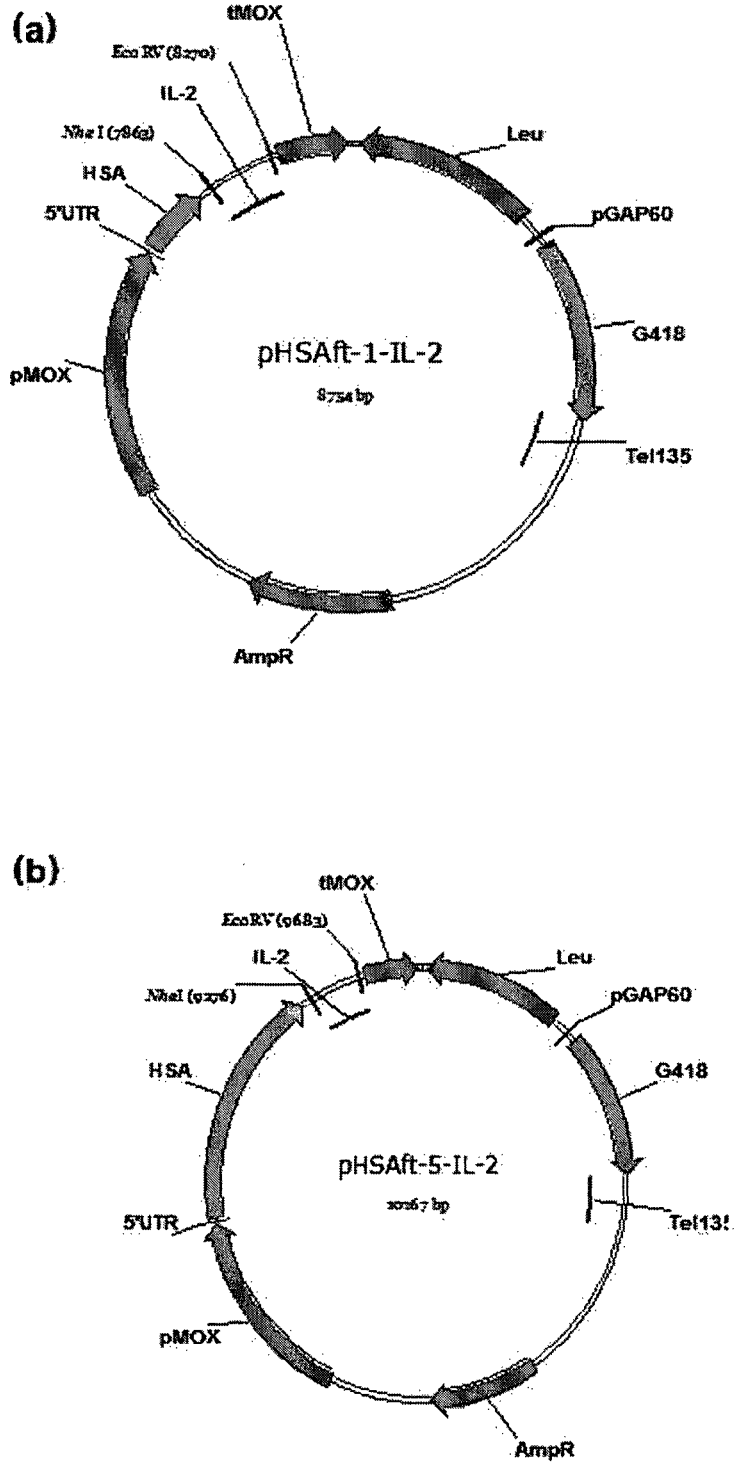 (a)
tMOX
EcoRV (8270)
IL-2
Leu
NheI (7863)
HSA
5'UTR
pGAP60
G418
pHSAft-1-IL-2
8754 bp
pMOX
Tel135
AmpR
(b)
tMOX
EcoRV (9683)
IL-2
Leu
NheI (9276)
pGAP60
HSA
G418
pHSAft-5-IL-2
10167 bp
5'UTR
Tel135
pMOX
AmpR